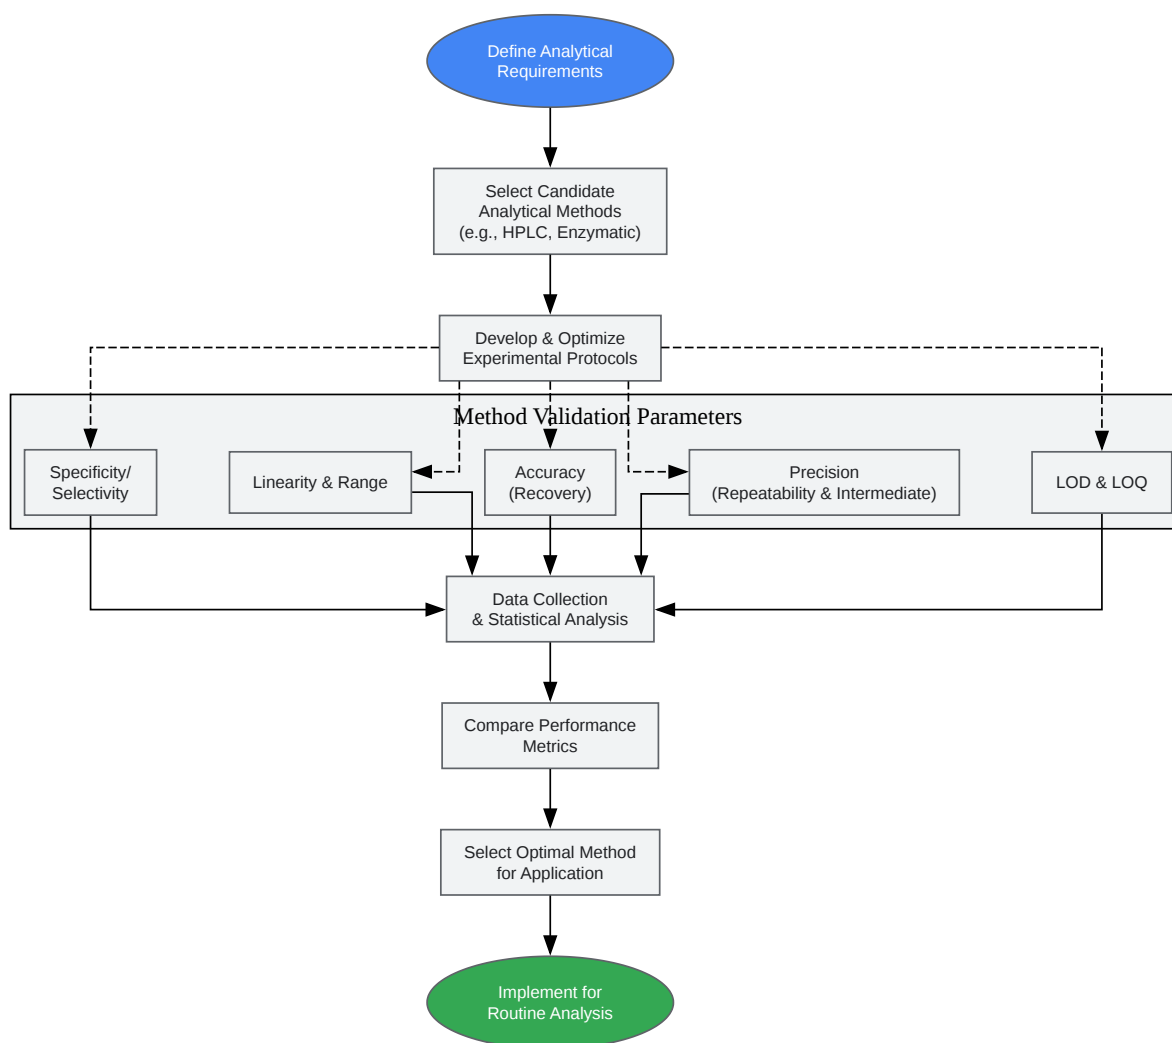 Define Analytical
Requirements
Select Candidate
Analytical Methods
(e.g., HPLC, Enzymatic)
Develop & Optimize
Experimental Protocols
Method Validation Parameters
Specificity/
Selectivity
Linearity & Range
Accuracy
(Recovery)
Precision
(Repeatability & Intermediate)
LOD & LOQ
Data Collection
& Statistical Analysis
Compare Performance
Metrics
Select Optimal Method
for Application
Implement for
Routine Analysis